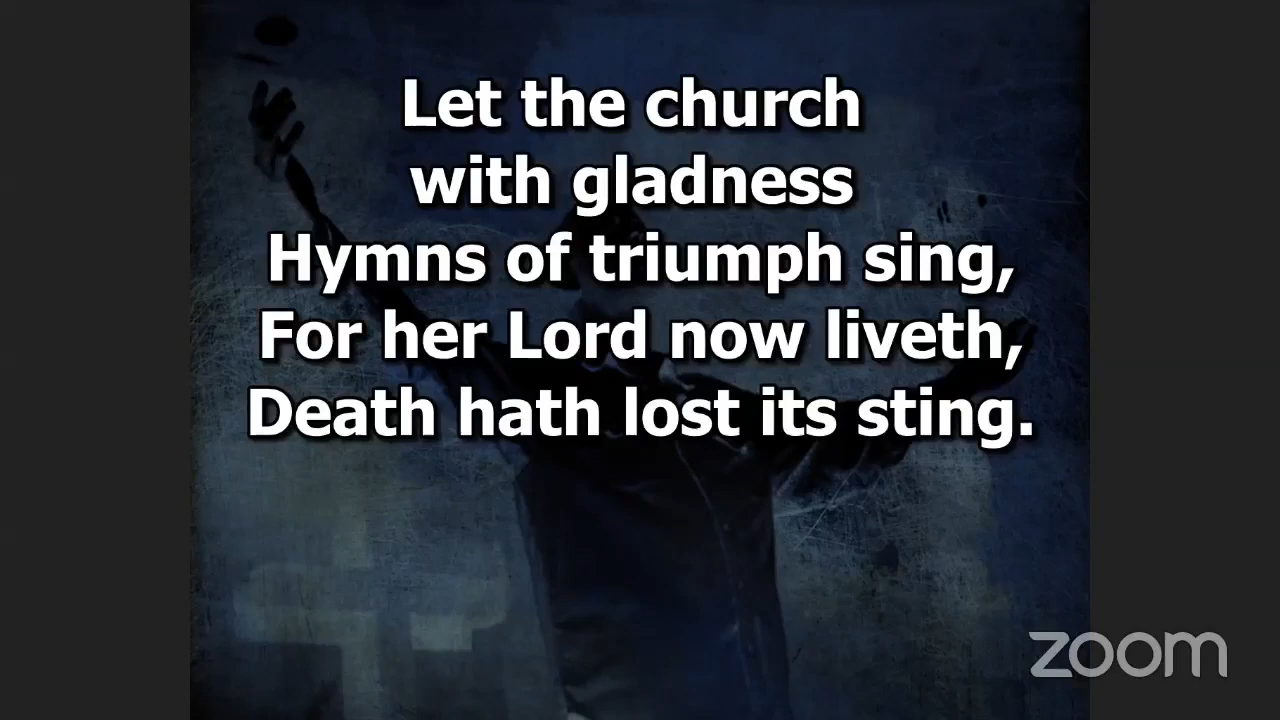 Let the church
with gladness
Hymns of triumph sing,
For her Lord now liveth,
Death hath lost its sting.
zoom